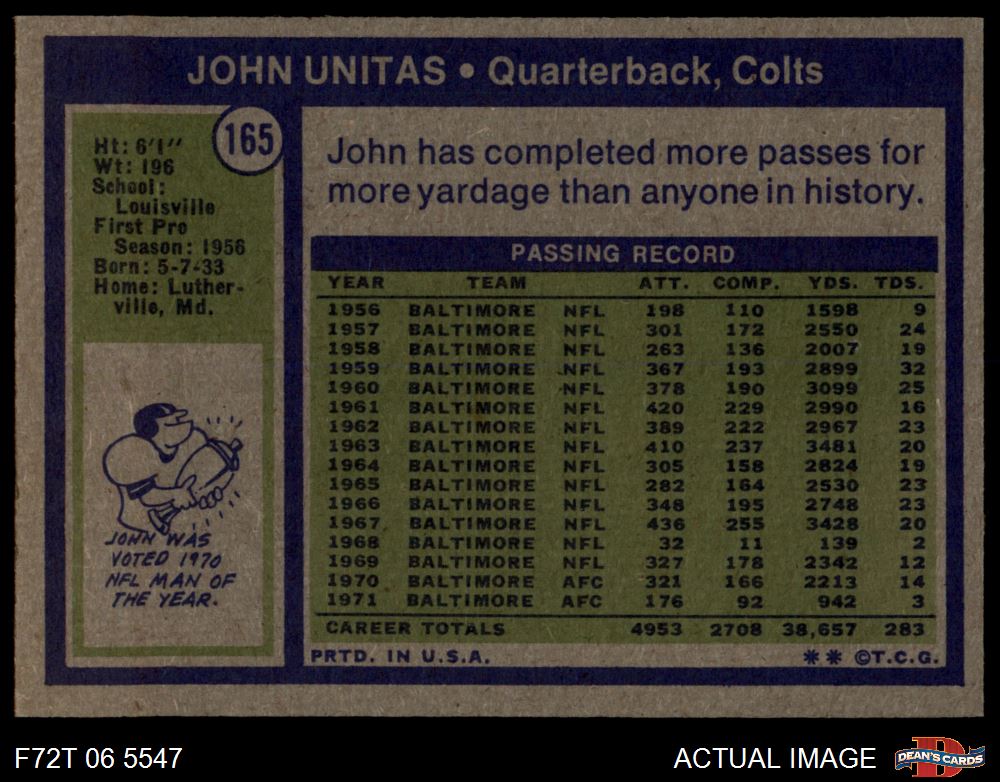 JOHN UNITAS • Quarterback, Colts
165
Ht: 6'1''
Wt: 196
School:
Louisville
First Pro
Season: 1956
Born: 5-7-33
Home: Luther-
ville, Md.
JOHN WAS
VOTED 1970
NFL MAN OF
THE YEAR.
John has completed more passes for
more yardage than anyone in history.
PASSING RECORD
YEAR TEAM ATT. COMP. YDS. TDS.
1956 BALTIMORE NFL 198 110 1598 9
1957 BALTIMORE NFL 301 172 2550 24
1958 BALTIMORE NFL 263 136 2007 19
1959 BALTIMORE NFL 367 193 2899 32
1960 BALTIMORE NFL 378 190 3099 25
1961 BALTIMORE NFL 420 229 2990 16
1962 BALTIMORE NFL 389 222 2967 23
1963 BALTIMORE NFL 410 237 3481 20
1964 BALTIMORE NFL 305 158 2824 19
1965 BALTIMORE NFL 282 164 2530 23
1966 BALTIMORE NFL 348 195 2748 23
1967 BALTIMORE NFL 436 255 3428 20
1968 BALTIMORE NFL 32 11 139 2
1969 BALTIMORE NFL 327 178 2342 12
1970 BALTIMORE AFC 321 166 2213 14
1971 BALTIMORE AFC 176 92 942 3
CAREER TOTALS 4953 2708 38,657 283
PRTD. IN U.S.A. ** ©T.C.G.
F72T 06 5547
ACTUAL IMAGE
D
DEAN'S CARDS